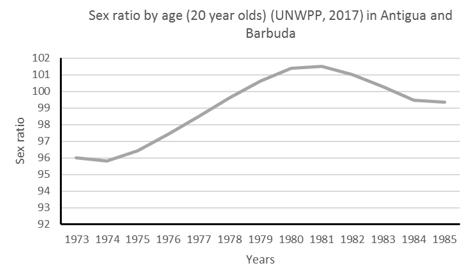 Sex ratio by age (20 year olds) (UNWPP, 2017) in Antigua and
Barbuda
102
101
100
99
98
97
96
95
94
93
92
Sex ratio
1973 1974 1975 1976 1977 1978 1979 1980 1981 1982 1983 1984 1985
Years